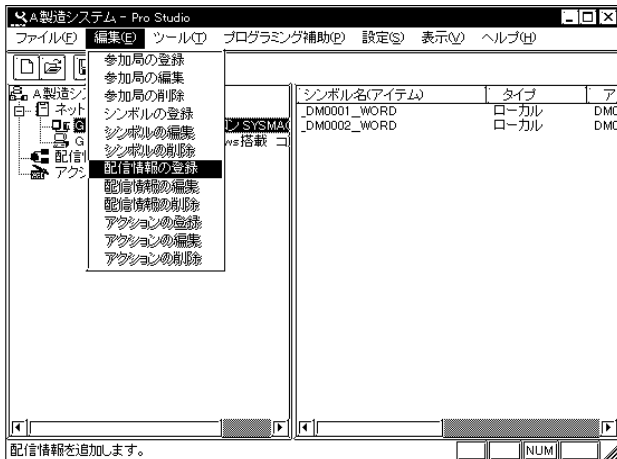 A製造システム - Pro Studio
ファイル(F) 編集(E) ツール(T) プログラミング補助(P) 設定(S) 表示(V) ヘルプ(H)
参加局の登録
参加局の編集
参加局の削除
シンボルの登録
シンボルの編集
シンボルの削除
配信情報の登録
配信情報の編集
配信情報の削除
アクションの登録
アクションの編集
アクションの削除
A製造シ
ネット
G
SYSMA
G
ws搭載 コ
配信
アクシ
シンボル名(アイテム) タイプ ア
_DM0001_WORD ローカル DM
_DM0002_WORD ローカル DM
配信情報を追加します。
NUM